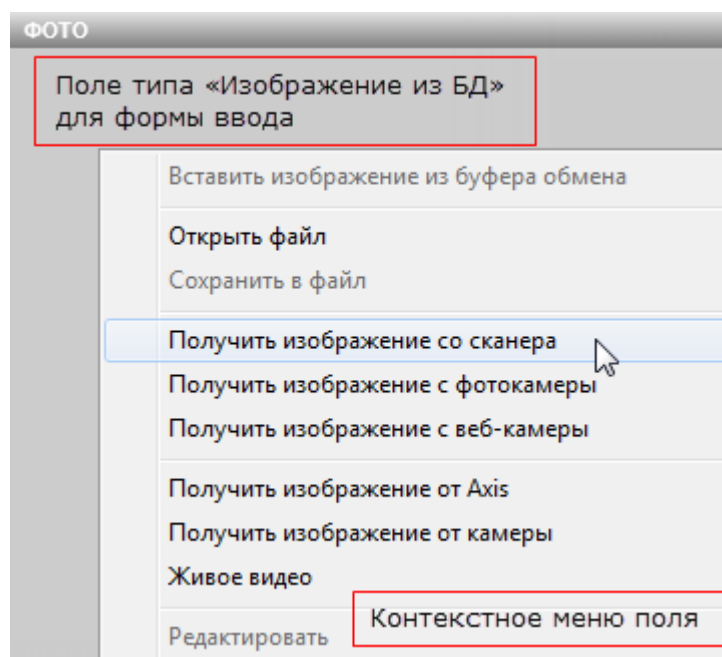 ФОТО
Поле типа «Изображение из БД»
для формы ввода
Вставить изображение из буфера обмена
Открыть файл
Сохранить в файл
Получить изображение со сканера
Получить изображение с фотокамеры
Получить изображение с веб-камеры
Получить изображение от Axis
Получить изображение от камеры
Живое видео
Контекстное меню поля
Редактировать